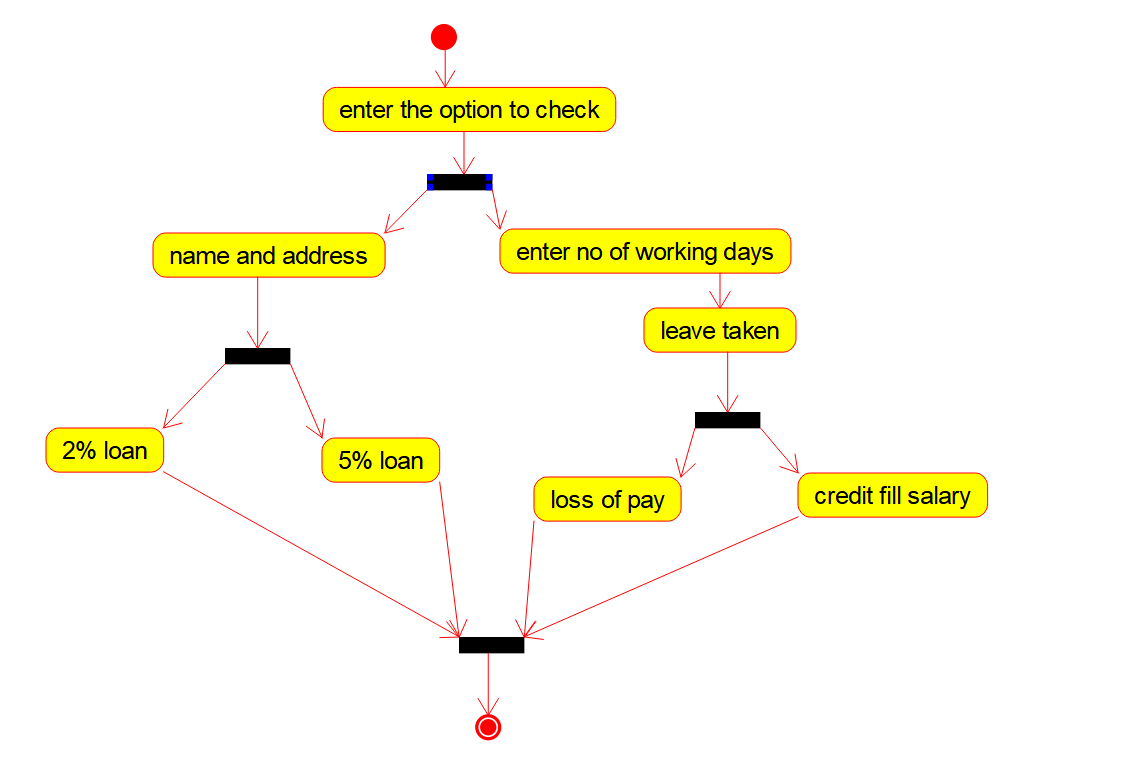 enter the option to check
name and address
enter no of working days
leave taken
2% loan
5% loan
loss of pay
credit fill salary